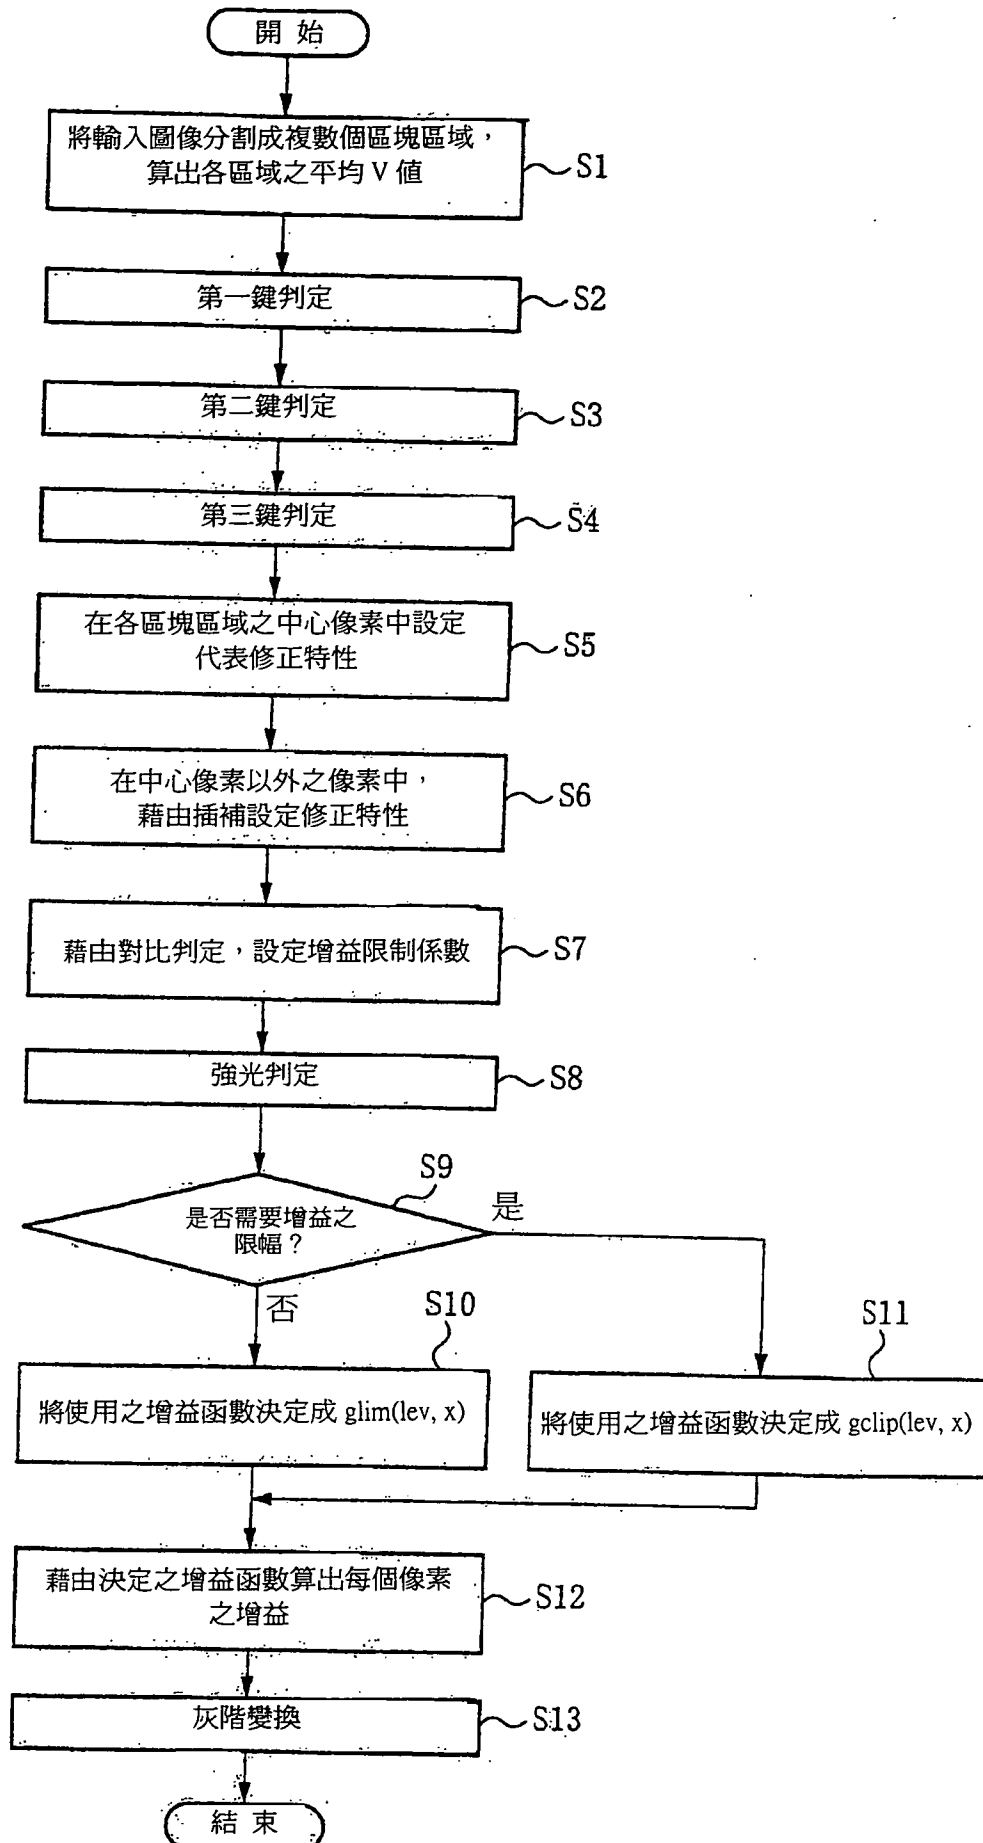 開始
將輸入圖像分割成複數個區塊區域，
算出各區域之平均 V 值
S1
第一鍵判定
S2
第二鍵判定
S3
第三鍵判定
S4
在各區塊區域之中心像素中設定
代表修正特性
S5
在中心像素以外之像素中，
藉由插補設定修正特性
S6
藉由對比判定，設定增益限制係數
S7
強光判定
S8
S9
是否需要增益之
限幅？
是
否
S10
將使用之增益函數決定成 glim(lev, x)
S11
將使用之增益函數決定成 gclip(lev, x)
藉由決定之增益函數算出每個像素
之增益
S12
灰階變換
S13
結束